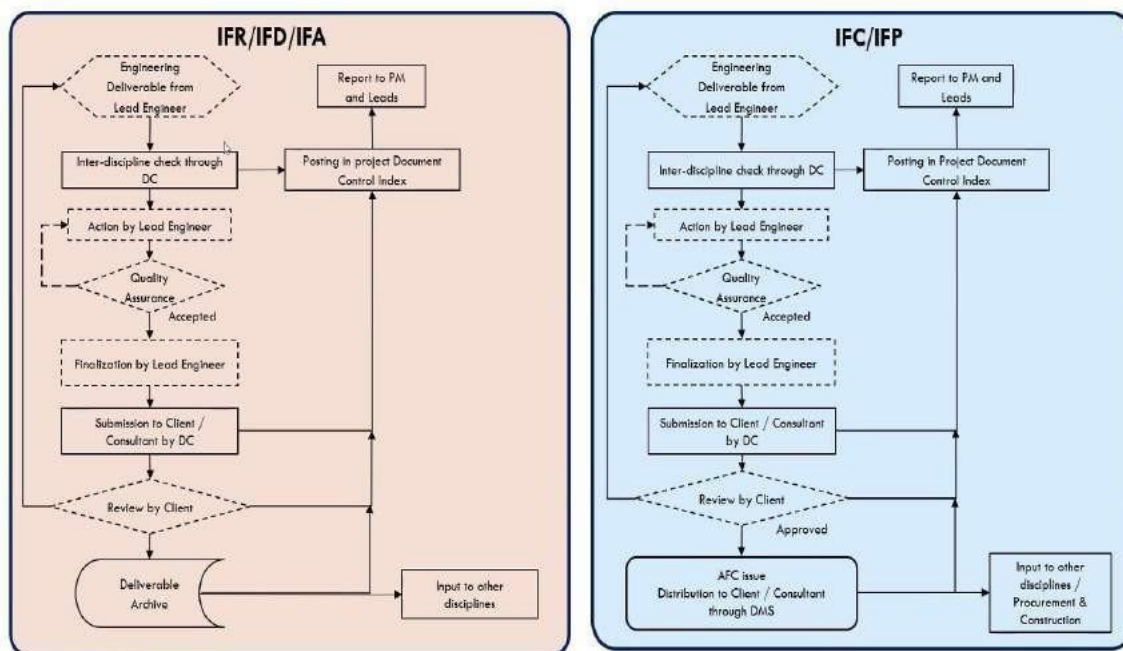 IFR/IFD/IFA
Engineering
Deliverable from
Lead Engineer
Report to PM
and Leads
Inter-discipline check through
DC
Posting in project Document
Control Index
Action by Lead Engineer
Quality
Assurance
Accepted
Finalization by Lead Engineer
Submission to Client /
Consultant by DC
Review by Client
Deliverable
Archive
Input to other
disciplines
IFC/IFP
Engineering
Deliverable from
Lead Engineer
Report to PM and
Leads
Inter-discipline check through DC
Posting in Project Document
Control Index
Action by Lead Engineer
Quality
Assurance
Accepted
Finalization by Lead Engineer
Submission to Client / Consultant
by DC
Review by Client
Approved
AFC issue
Distribution to Client / Consultant
through DMS
Input to other
disciplines /
Procurement &
Construction